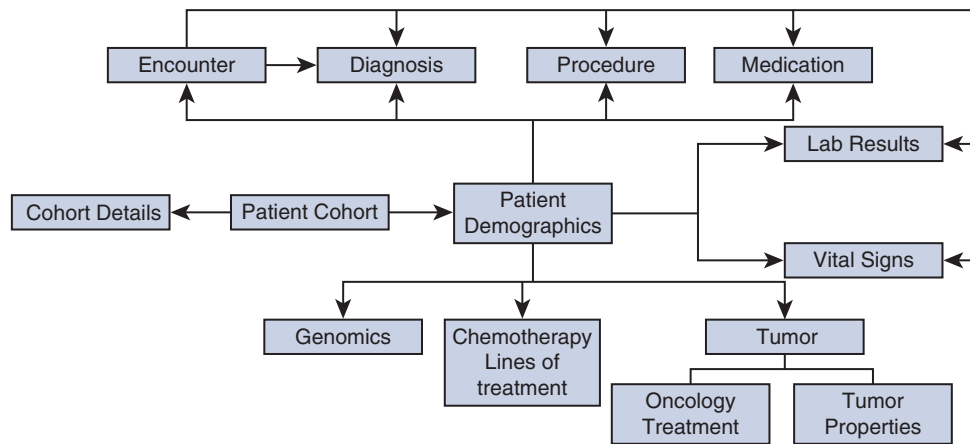 Encounter
Diagnosis
Procedure
Medication
Lab Results
Cohort Details
Patient Cohort
Patient
Demographics
Vital Signs
Genomics
Chemotherapy
Lines of
treatment
Tumor
Oncology
Treatment
Tumor
Properties